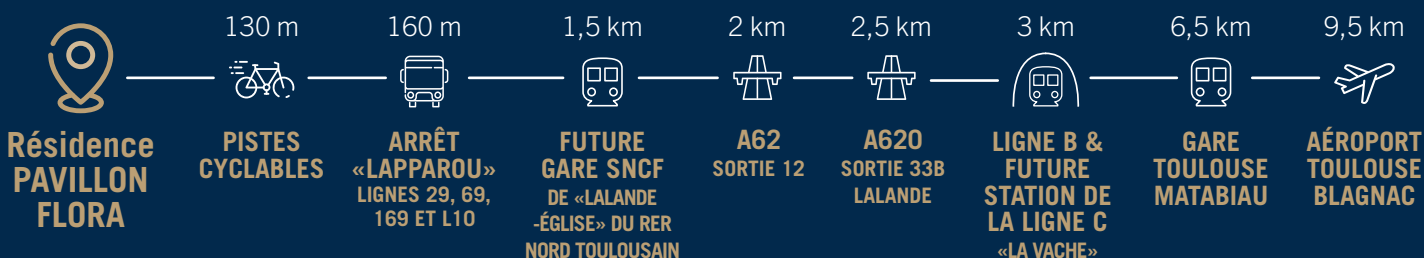 130 m
160 m
1,5 km
2 km
2,5 km
3 km
6,5 km
9,5 km
Résidence
PAVILLON
FLORA
PISTES
CYCLABLES
ARRÊT
«LAPPAROU»
LIGNES 29, 69,
169 ET L10
FUTURE
GARE SNCF
DE «LALANDE
-ÉGLISE» DU RER
NORD TOULOUSAIN
A62
SORTIE 12
A620
SORTIE 33B
LALANDE
LIGNE B &
FUTURE
STATION DE
LA LIGNE C
«LA VACHE»
GARE
TOULOUSE
MATABIAU
AÉROPORT
TOULOUSE
BLAGNAC